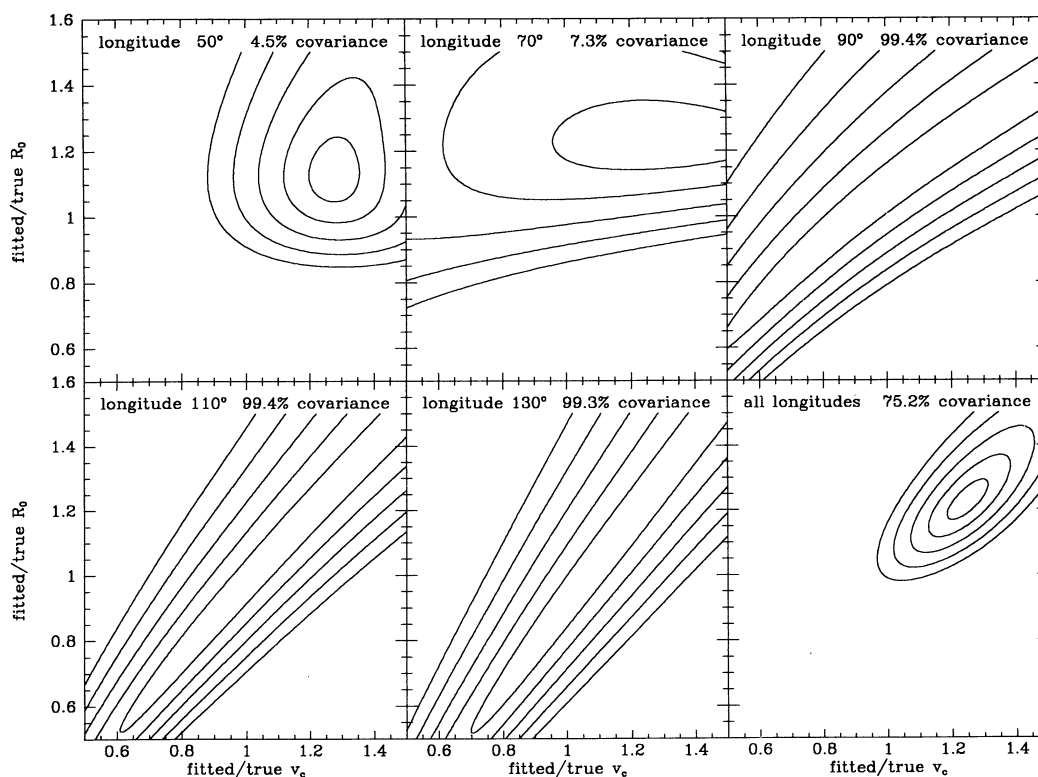 longitude 50° 4.5% covariance
longitude 70° 7.3% covariance
longitude 90° 99.4% covariance
1.6
1.4
1.2
1
0.8
0.6
fitted/true R₀
longitude 110° 99.4% covariance
longitude 130° 99.3% covariance
all longitudes 75.2% covariance
1.6
1.4
1.2
1
0.8
0.6
fitted/true R₀
0.6 0.8 1 1.2 1.4
0.6 0.8 1 1.2 1.4
0.6 0.8 1 1.2 1.4
fitted/true v꜀
fitted/true v꜀
fitted/true v꜀